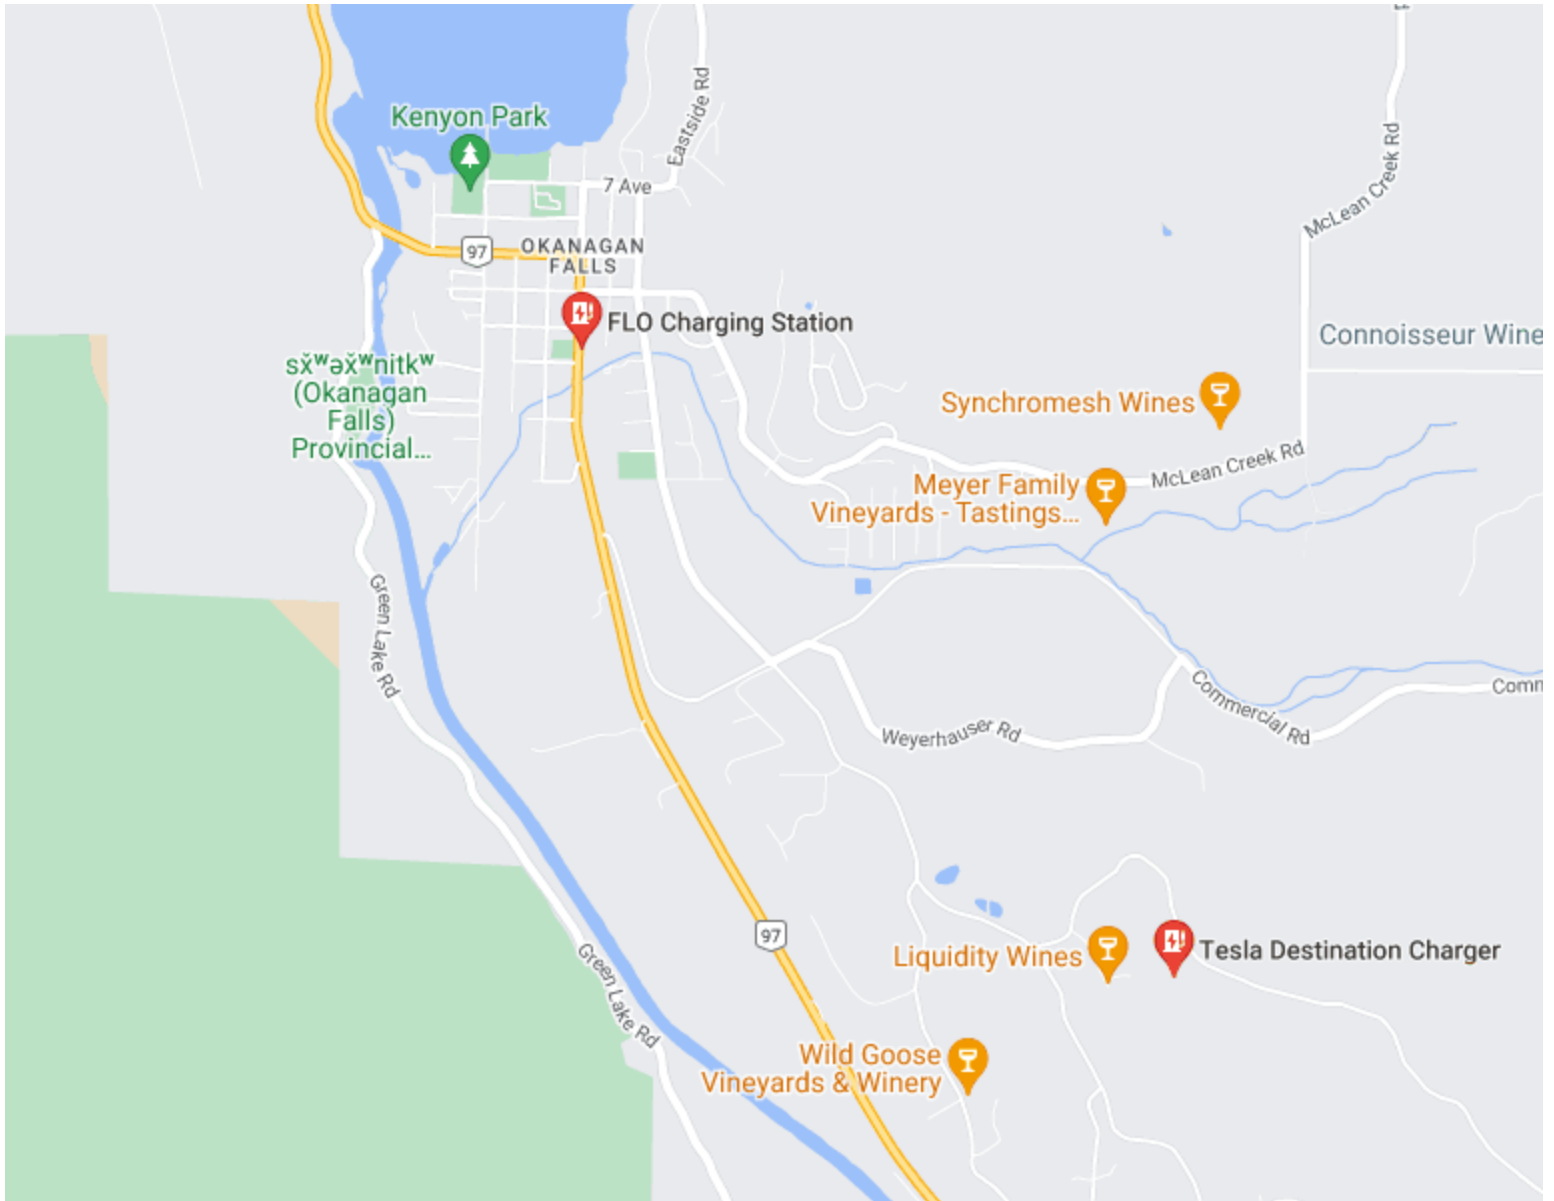 Kenyon Park
Eastside Rd
7 Ave
McLean Creek Rd
97
OKANAGAN
FALLS
FLO Charging Station
Connoisseur Wine
sx̌ʷəx̌ʷnitkʷ
(Okanagan
Falls)
Provincial...
Synchromesh Wines
McLean Creek Rd
Meyer Family
Vineyards - Tastings...
Green Lake Rd
Commercial Rd
Comm
Weyerhauser Rd
97
Liquidity Wines
Tesla Destination Charger
Green Lake Rd
Wild Goose
Vineyards & Winery